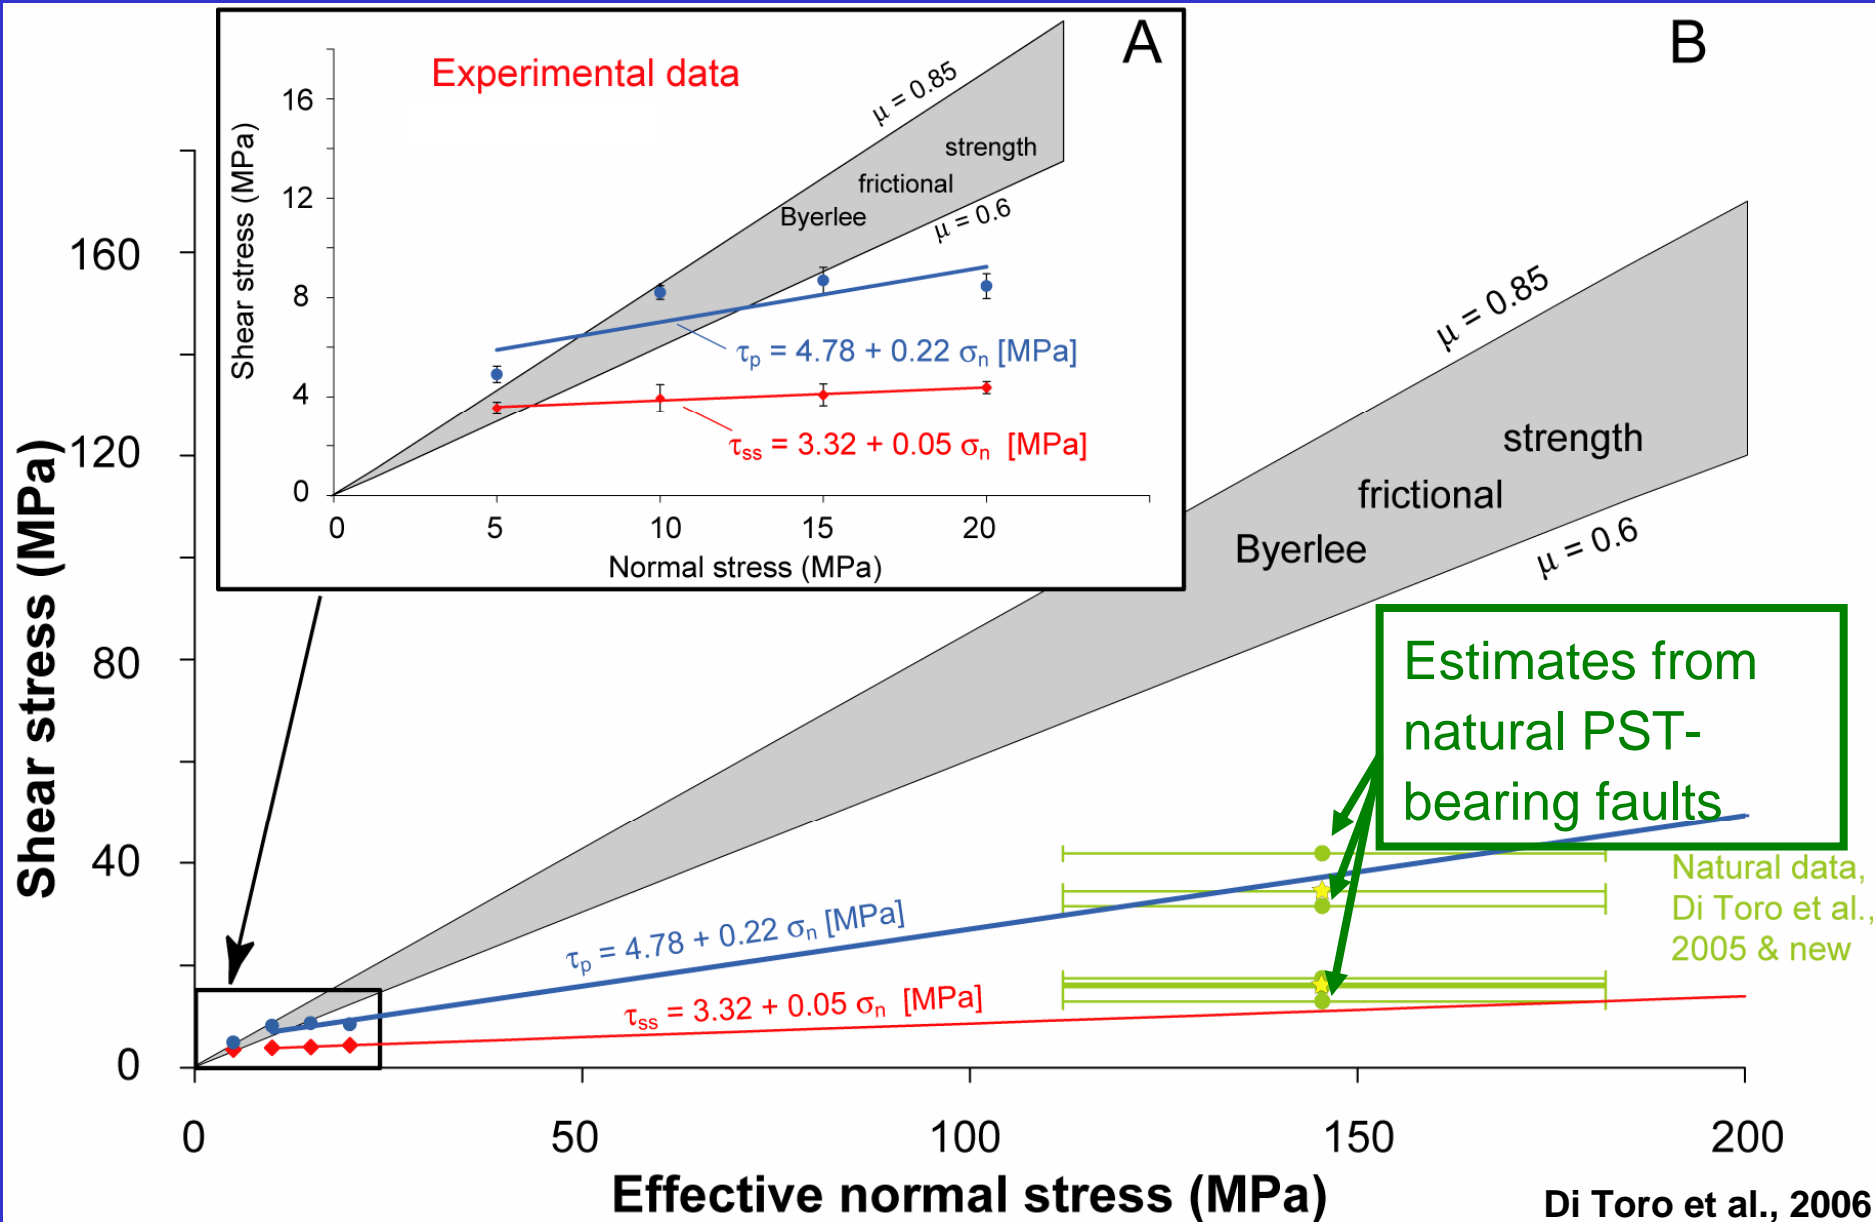 A
B
Experimental data
Shear stress (MPa)
16
12
8
4
0
0 5 10 15 20
Normal stress (MPa)
μ = 0.85
strength
frictional
Byerlee
μ = 0.6
τp = 4.78 + 0.22 σn [MPa]
τss = 3.32 + 0.05 σn [MPa]
Shear stress (MPa)
160
120
80
40
0
0 50 100 150 200
Effective normal stress (MPa)
μ = 0.85
strength
frictional
Byerlee
μ = 0.6
Estimates from
natural PST-
bearing faults
Natural data,
Di Toro et al.,
2005 & new
τp = 4.78 + 0.22 σn [MPa]
τss = 3.32 + 0.05 σn [MPa]
Di Toro et al., 2006